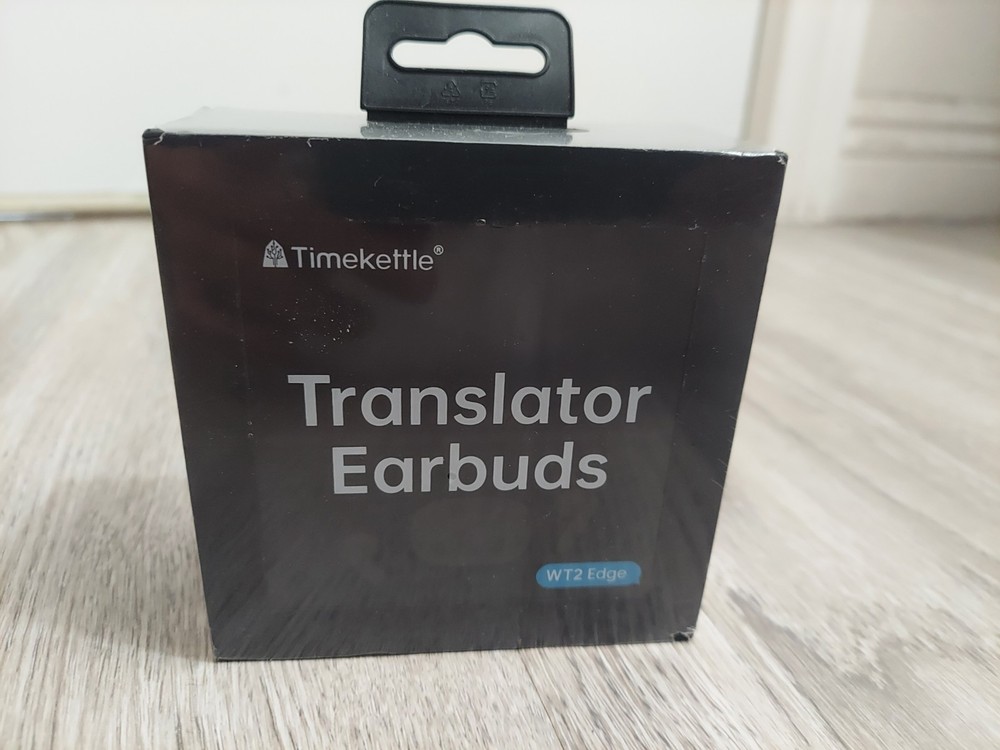 Timekettle®
Translator
Earbuds
WT2 Edge